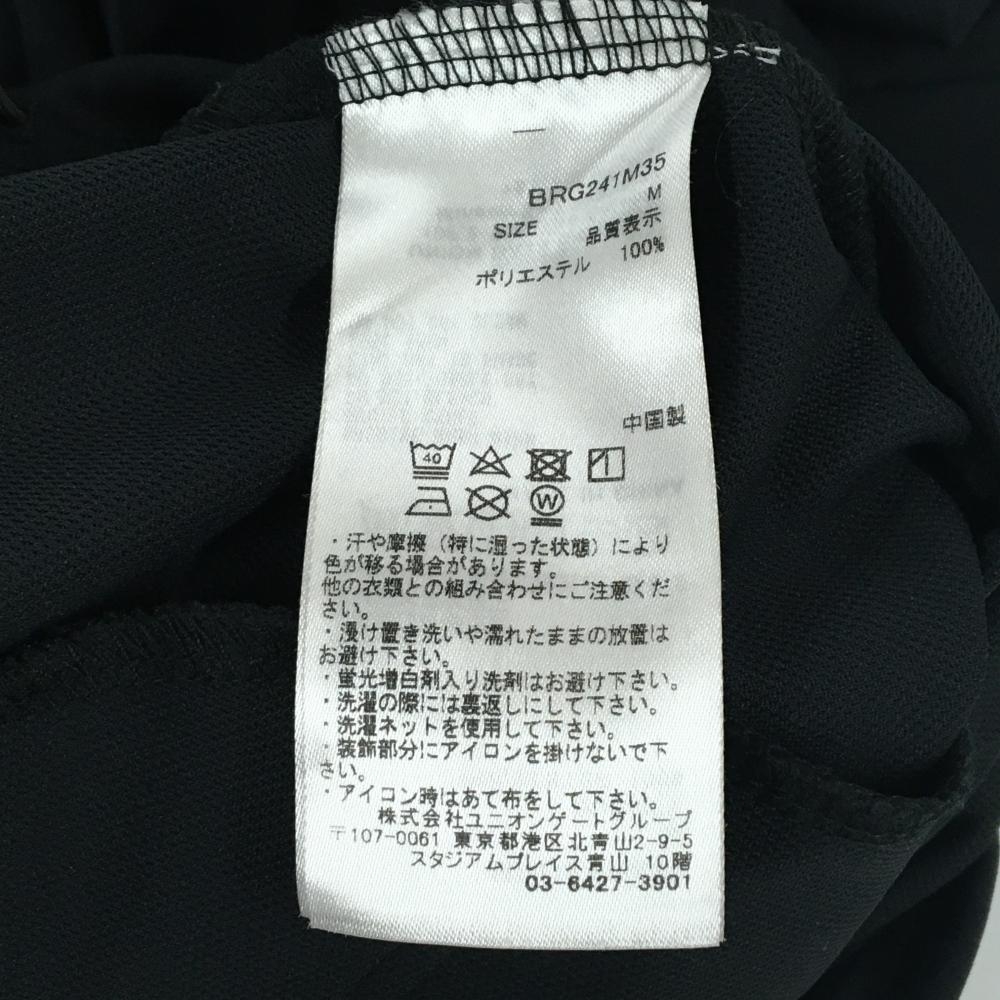 BRG241M35
SIZE M
品質表示
ポリエステル 100%
中国製
40
W
・汗や摩擦（特に湿った状態）により
色が移る場合があります。
他の衣類との組み合わせにご注意くだ
さい。
・浸け置き洗いや濡れたままの放置は
お避け下さい。
・蛍光増白剤入り洗剤はお避け下さい。
・洗濯の際には裏返しにして下さい。
・洗濯ネットを使用して下さい。
・装飾部分にアイロンを掛けないで下
さい。
・アイロン時はあて布をして下さい。
株式会社ユニオンゲートグループ
〒107-0061 東京都港区北青山2-9-5
スタジアムプレイス青山 10階
03-6427-3901